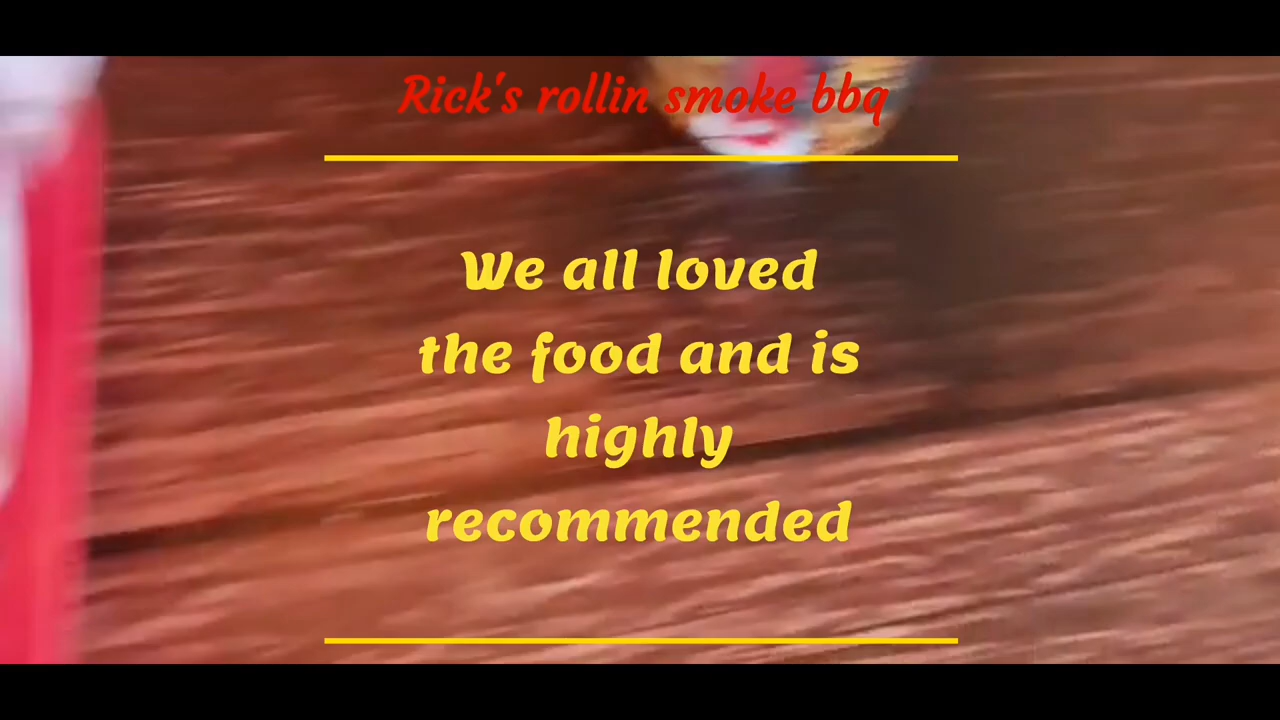 Rick's rollin smoke bbq
We all loved
the food and is
highly
recommended